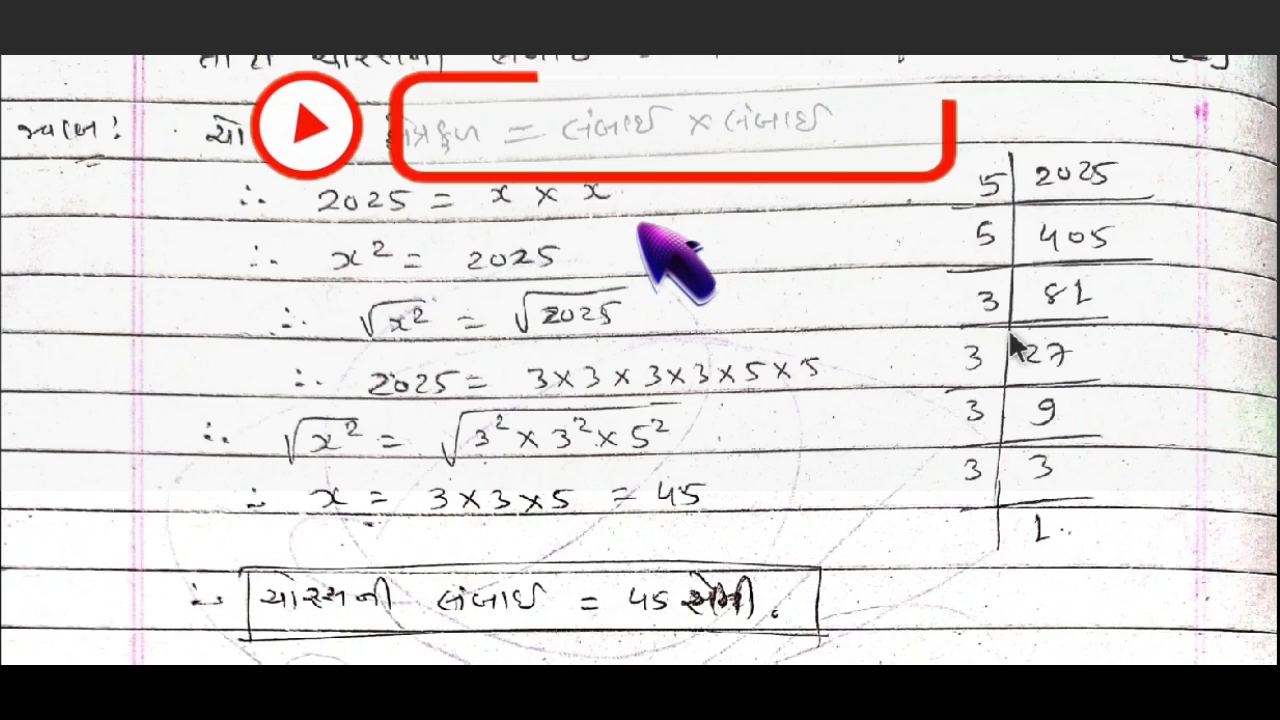 જવાબ:
ક્ષેત્રફળ = લંબાઈ × લંબાઈ
∴ 2025 = x × x
∴ x² = 2025
∴ √x² = √2025
∴ 2025 = 3×3×3×3×5×5
∴ √x² = √3²×3²×5²
∴ x = 3×3×5 = 45
∴ ચોરસની લંબાઈ = 45
5 | 2025
5 | 405
3 | 81
3 | 27
3 | 9
3 | 3
1